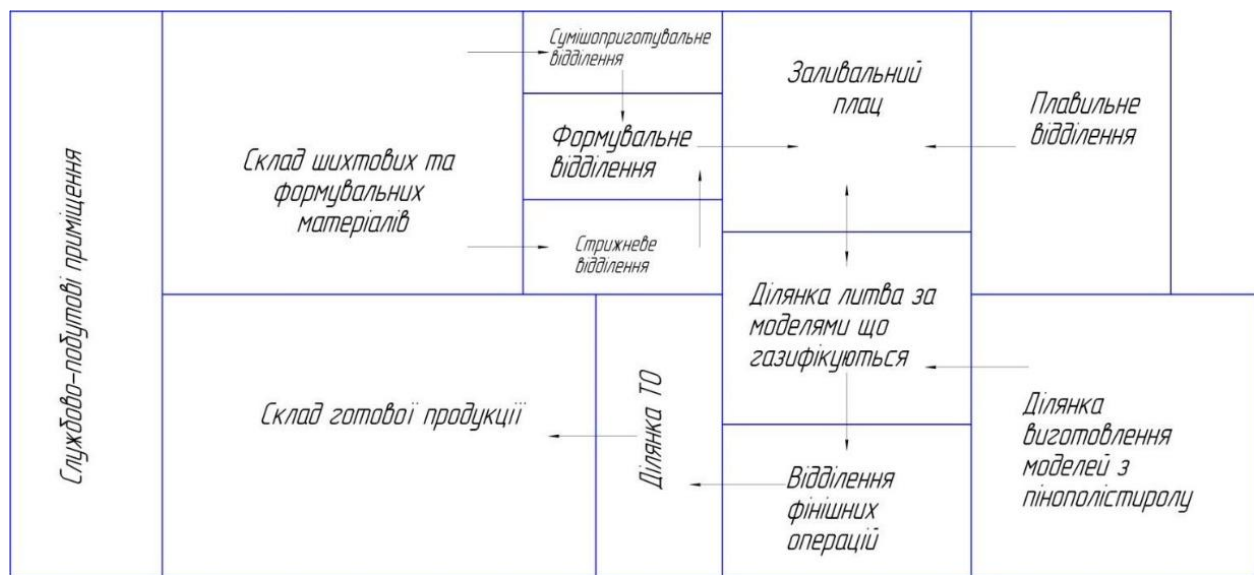 Службово-побутові приміщення
Склад шихтових та
формувальних
матеріалів
Сумішоприготувальне
відділення
Формувальне
відділення
Стрижневе
відділення
Заливальний
плац
Плавильне
відділення
Склад готової продукції
Ділянка ТО
Ділянка литва за
моделями що
газифікуються
Відділення
фінішних
операцій
Ділянка
виготовлення
моделей з
пінополістиролу